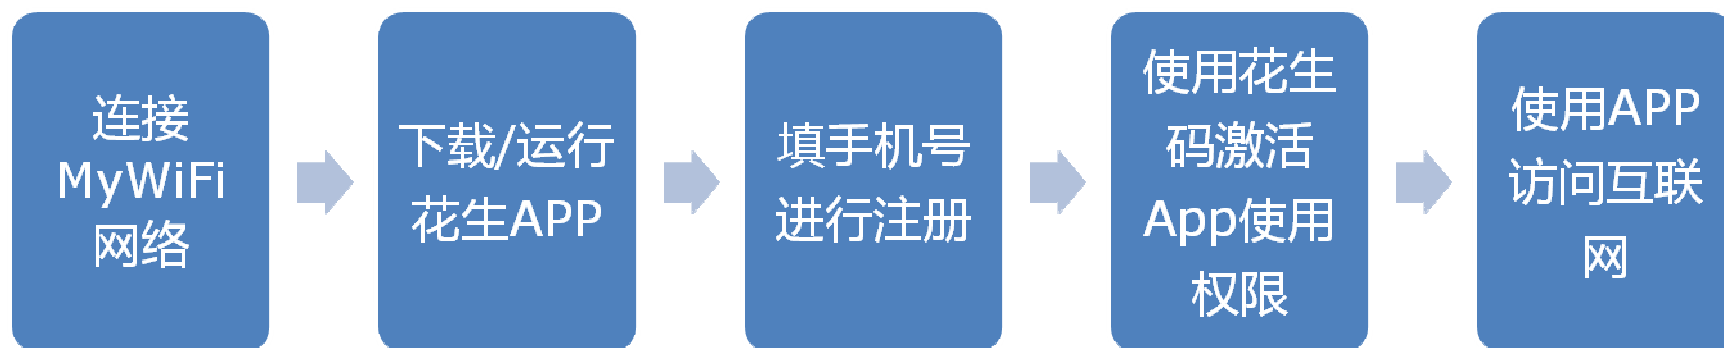 连接
MyWiFi
网络
下载/运行
花生APP
填手机号
进行注册
使用花生
码激活
App使用
权限
使用APP
访问互联
网